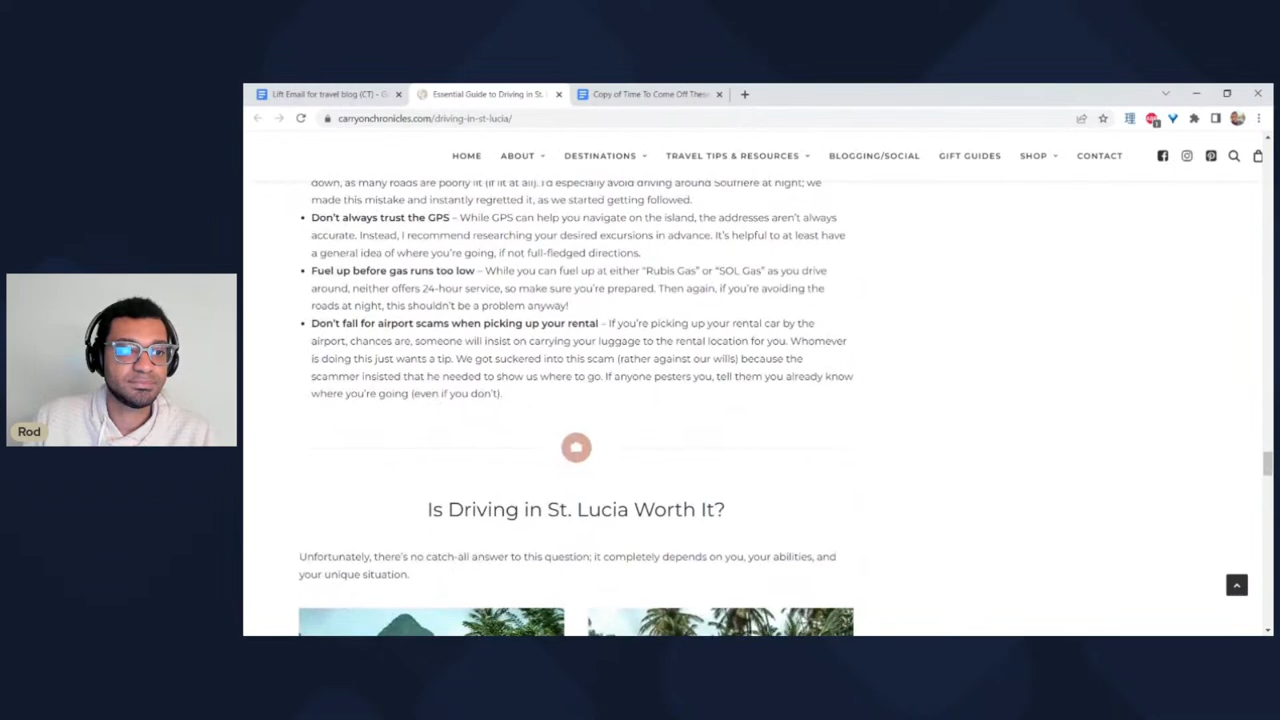 Lift Email for travel blog (CT) - G
Essential Guide to Driving in St.
Copy of Time To Come Off These
carryonchronicles.com/driving-in-st-lucia/
HOME ABOUT DESTINATIONS TRAVEL TIPS & RESOURCES BLOGGING/SOCIAL GIFT GUIDES SHOP CONTACT
down, as many roads are poorly lit (if lit at all). I'd especially avoid driving around Soufriere at night; we
made this mistake and instantly regretted it, as we started getting followed.
• Don't always trust the GPS – While GPS can help you navigate on the island, the addresses aren't always
accurate. Instead, I recommend researching your desired excursions in advance. It's helpful to at least have
a general idea of where you're going, if not full-fledged directions.
• Fuel up before gas runs too low – While you can fuel up at either "Rubis Gas" or "SOL Gas" as you drive
around, neither offers 24-hour service, so make sure you're prepared. Then again, if you're avoiding the
roads at night, this shouldn't be a problem anyway!
• Don't fall for airport scams when picking up your rental – If you're picking up your rental car by the
airport, chances are, someone will insist on carrying your luggage to the rental location for you. Whomever
is doing this just wants a tip. We got suckered into this scam (rather against our wills) because the
scammer insisted that he needed to show us where to go. If anyone pesters you, tell them you already know
where you're going (even if you don't).
Rod
Is Driving in St. Lucia Worth It?
Unfortunately, there's no catch-all answer to this question; it completely depends on you, your abilities, and
your unique situation.